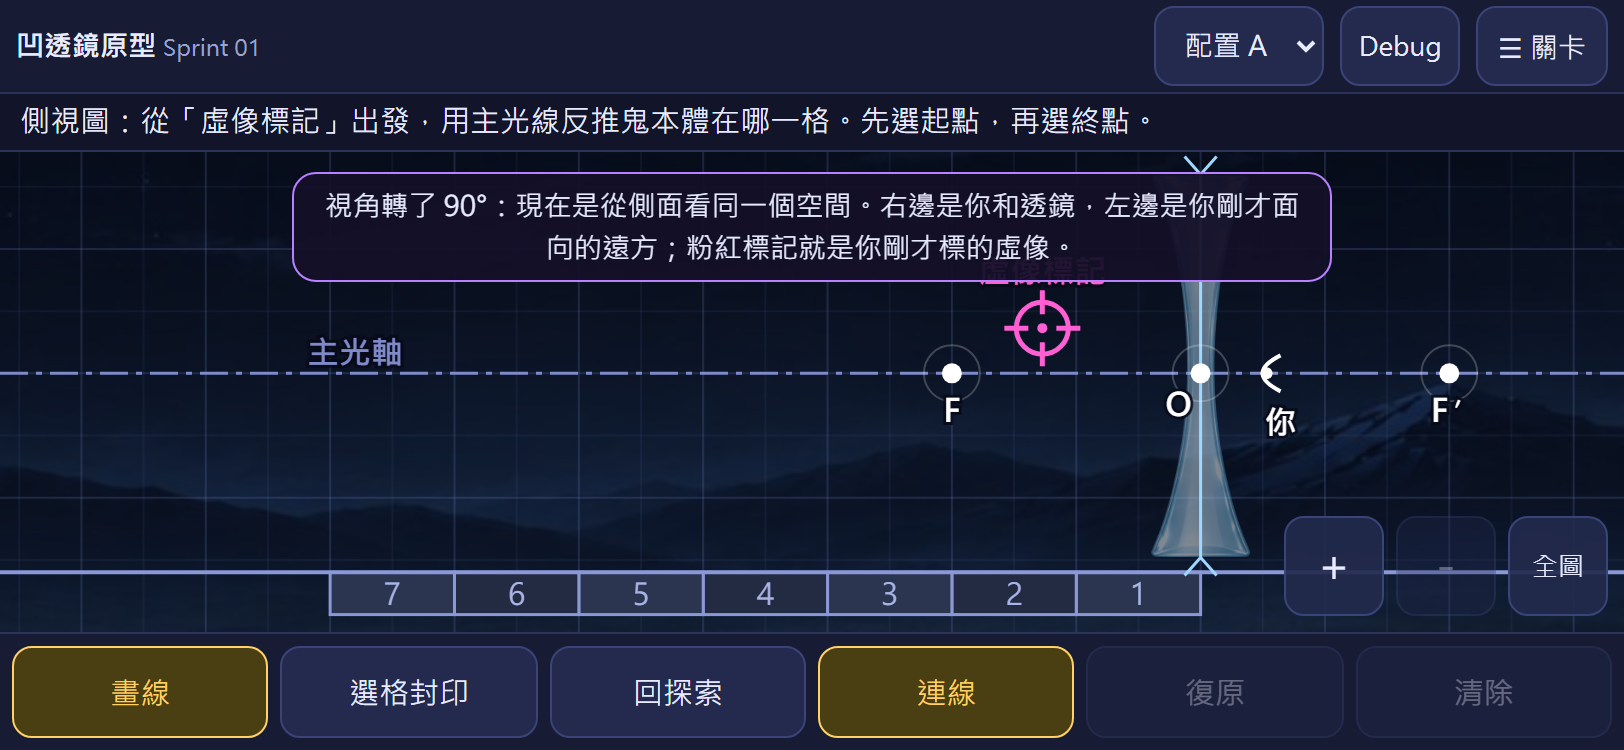 凹透鏡原型 Sprint 01
配置 A
Debug
☰ 關卡
側視圖：從「虛像標記」出發，用主光線反推鬼本體在哪一格。先選起點，再選終點。
視角轉了 90°：現在是從側面看同一個空間。右邊是你和透鏡，左邊是你剛才面
向的遠方；粉紅標記就是你剛才標的虛像。
虛像標記
主光軸
F
O
你
F′
+
-
全圖
7
6
5
4
3
2
1
畫線
選格封印
回探索
連線
復原
清除